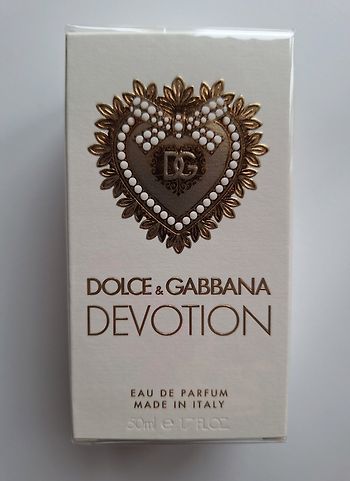 DG
DOLCE & GABBANA
DEVOTION
EAU DE PARFUM
MADE IN ITALY
50ml e 1.7 FL.OZ.